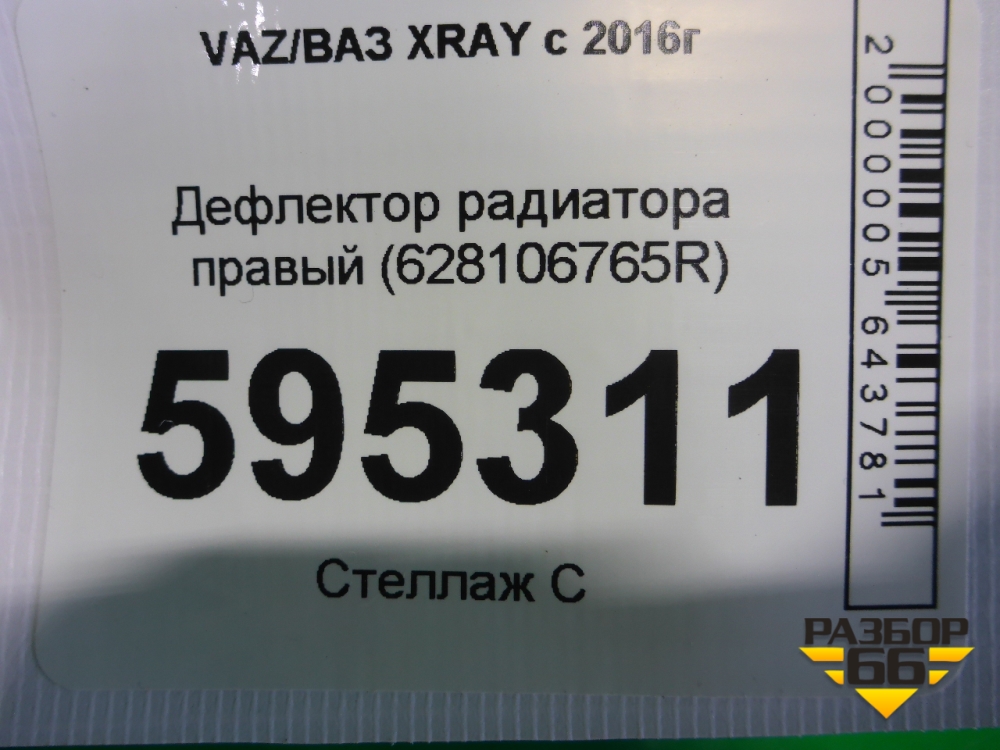 VAZ/ВАЗ XRAY с 2016г
Дефлектор радиатора
правый (628106765R)
595311
Стеллаж С
2000005643781
РАЗБОР
66